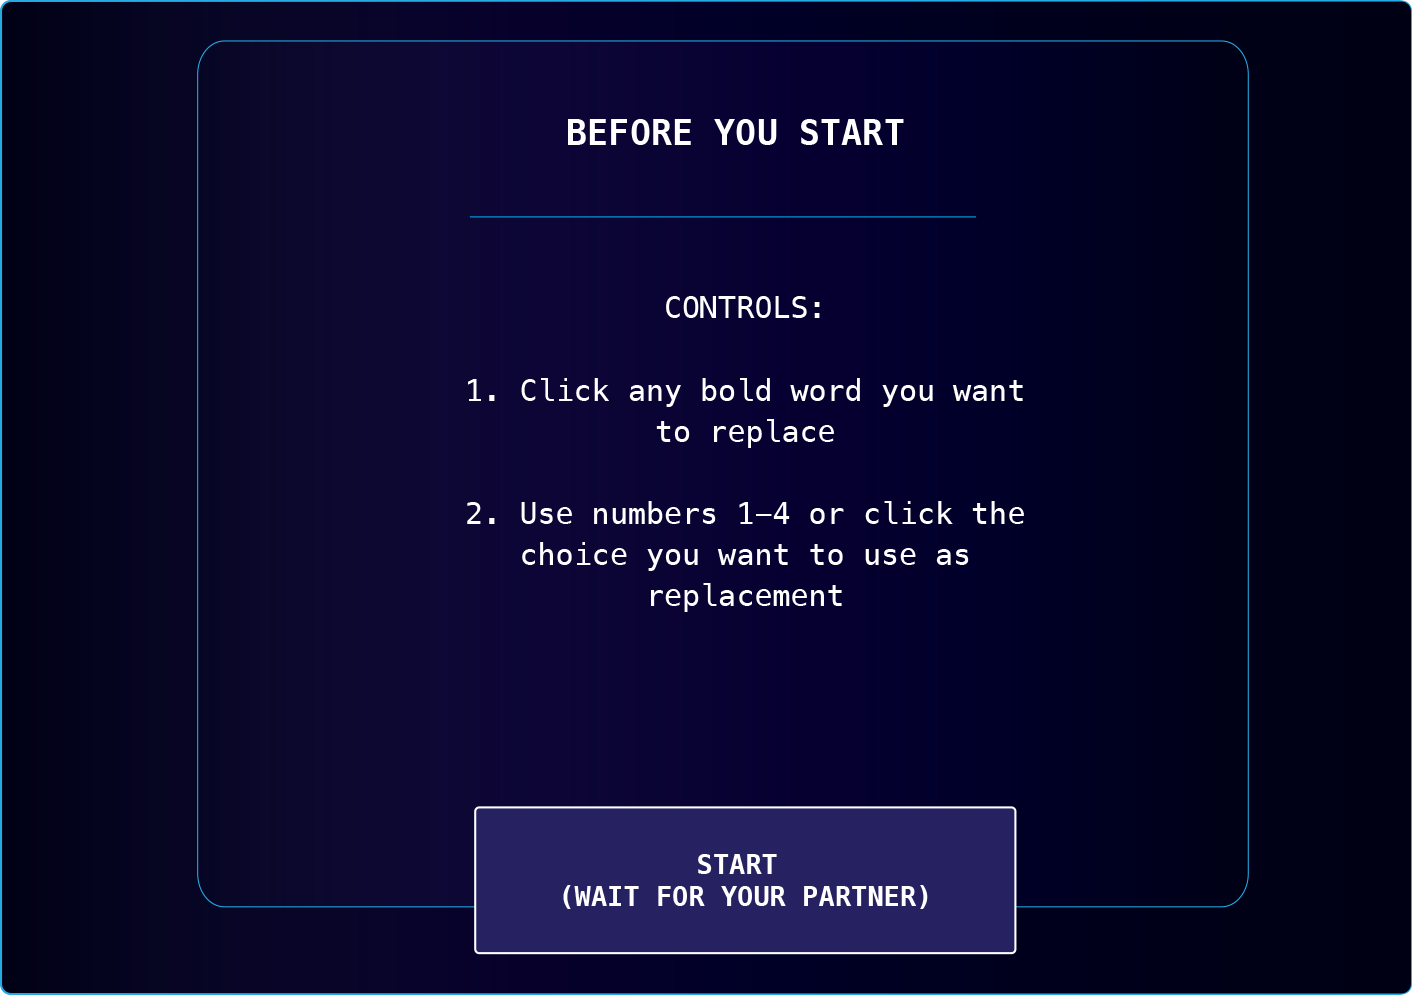 BEFORE YOU START
CONTROLS:
1. Click any bold word you want
to replace
2. Use numbers 1–4 or click the
choice you want to use as
replacement
START
(WAIT FOR YOUR PARTNER)